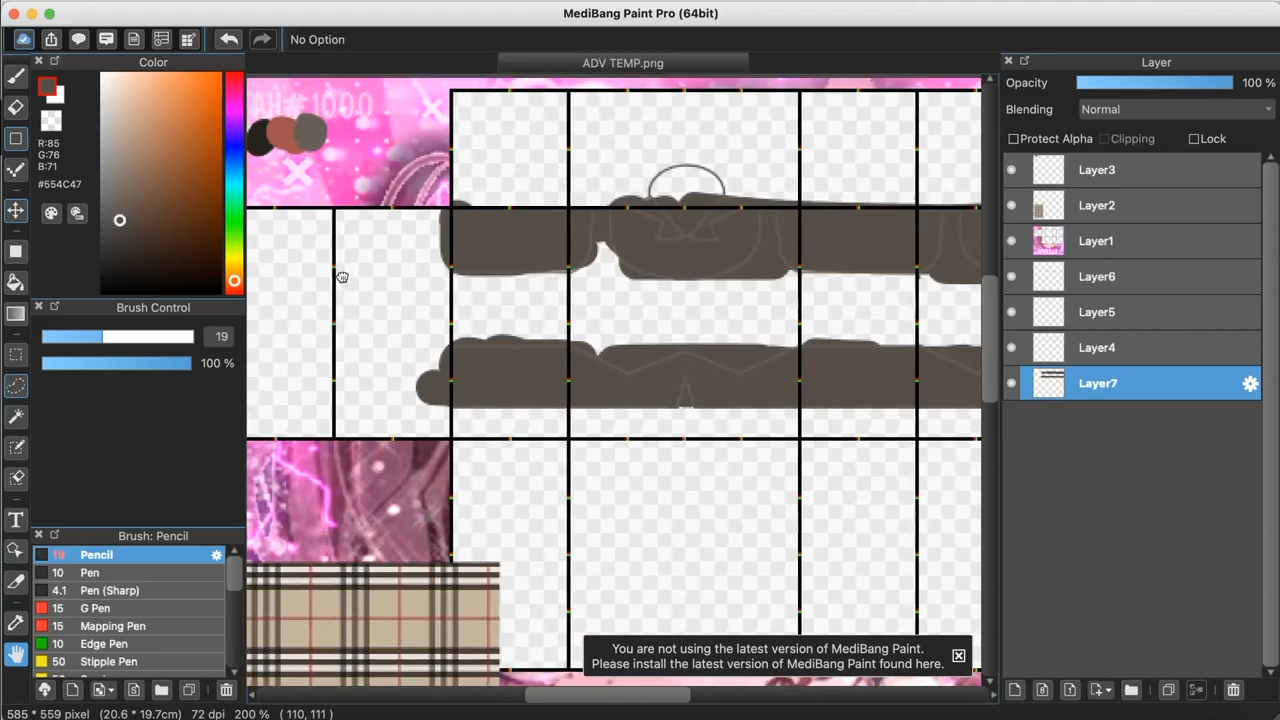 MediBang Paint Pro (64bit)
No Option
Color
ADV TEMP.png
Layer
R:85
G:76
B:71
#554C47
Opacity 100 %
Blending Normal
Protect Alpha Clipping Lock
Layer3
Layer2
Layer1
Layer6
Layer5
Layer4
Layer7
#1000
Brush Control
19
100 %
Brush: Pencil
19 Pencil
10 Pen
4.1 Pen (Sharp)
15 G Pen
15 Mapping Pen
10 Edge Pen
50 Stipple Pen
You are not using the latest version of MediBang Paint.
Please install the latest version of MediBang Paint found here.
585 * 559 pixel (20.6 * 19.7cm) 72 dpi 200 % ( 110, 111 )